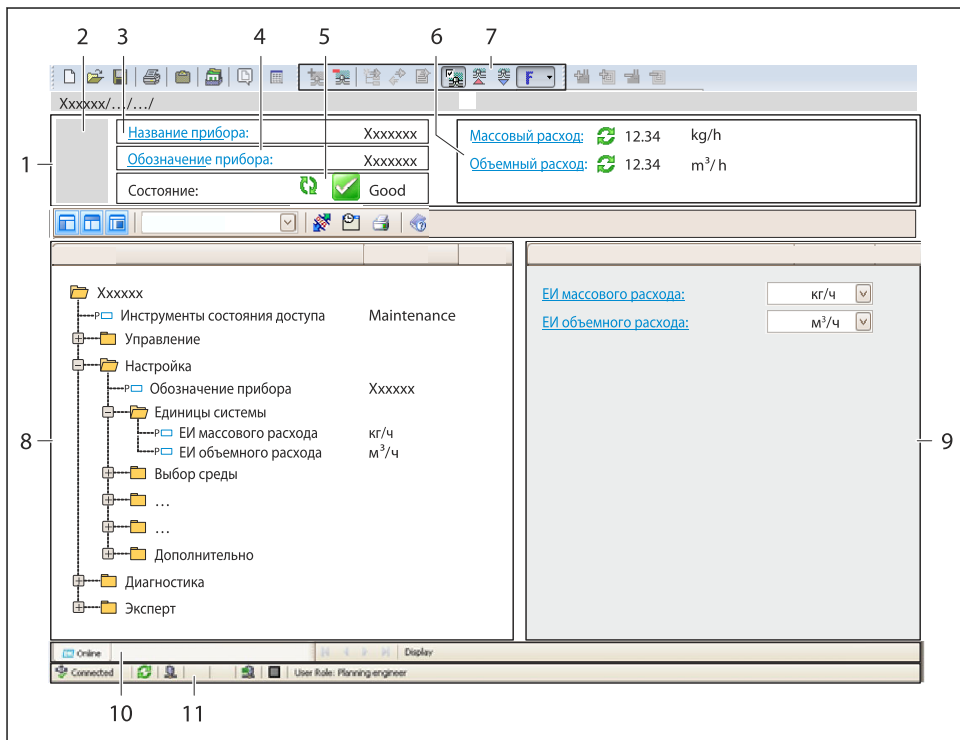 2 3 4 5 6 7
F
Xxxxxx/.../.../
1
Название прибора: Xxxxxxx
Обозначение прибора: Xxxxxxx
Состояние: Good
Массовый расход: 12.34 kg/h
Объемный расход: 12.34 m³/h
Xxxxxx
P Инструменты состояния доступа Maintenance
Управление
Настройка
P Обозначение прибора Xxxxxx
Единицы системы
P ЕИ массового расхода кг/ч
P ЕИ объемного расхода м³/ч
Выбор среды
...
...
Дополнительно
Диагностика
Эксперт
8
ЕИ массового расхода: кг/ч
ЕИ объемного расхода: м³/ч
9
Online Display
Connected User Role: Planning engineer
10 11